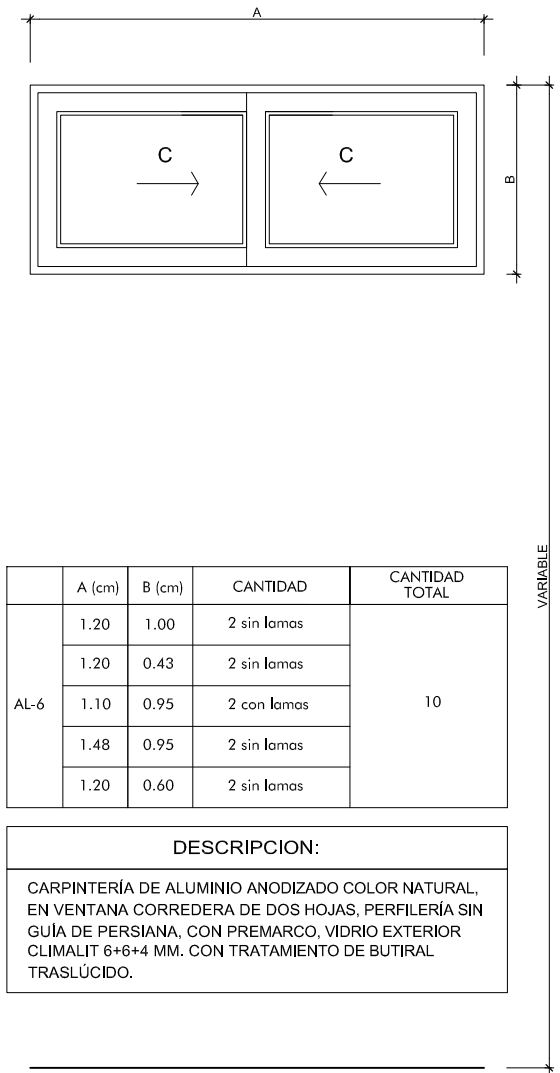 A
C
C
B
VARIABLE
A (cm) B (cm) CANTIDAD CANTIDAD TOTAL
AL-6
1.20 1.00 2 sin lamas
1.20 0.43 2 sin lamas
1.10 0.95 2 con lamas
1.48 0.95 2 sin lamas
1.20 0.60 2 sin lamas
10
DESCRIPCION:
CARPINTERÍA DE ALUMINIO ANODIZADO COLOR NATURAL,
EN VENTANA CORREDERA DE DOS HOJAS, PERFILERÍA SIN
GUÍA DE PERSIANA, CON PREMARCO, VIDRIO EXTERIOR
CLIMALIT 6+6+4 MM. CON TRATAMIENTO DE BUTIRAL
TRASLÚCIDO.